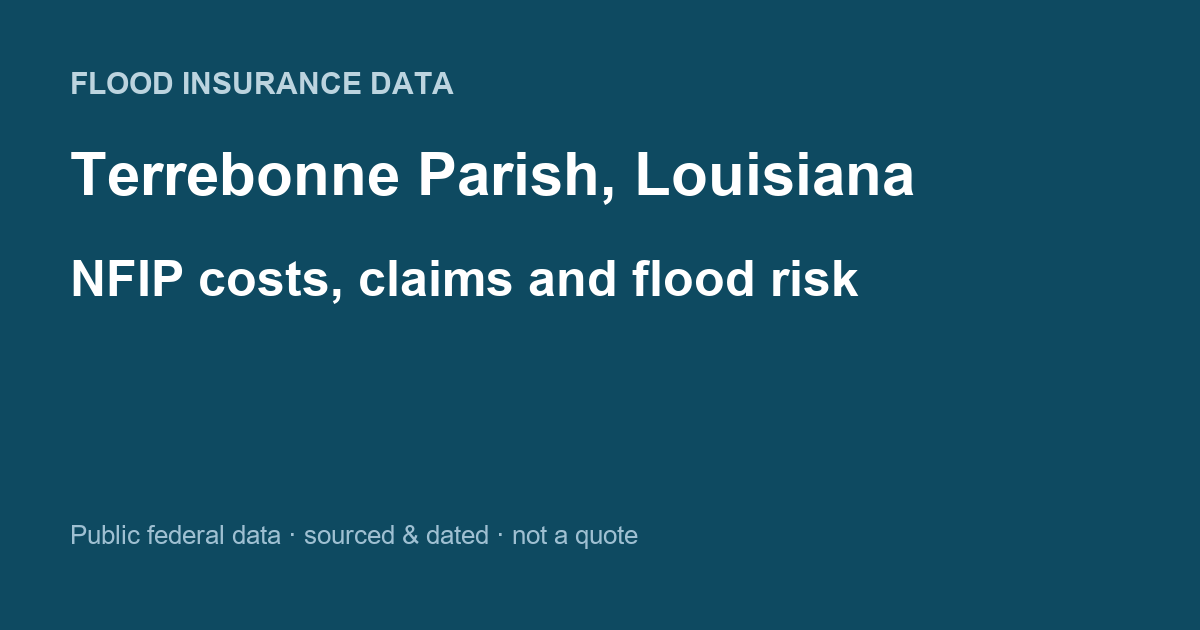 FLOOD INSURANCE DATA
Terrebonne Parish, Louisiana
NFIP costs, claims and flood risk
Public federal data · sourced & dated · not a quote